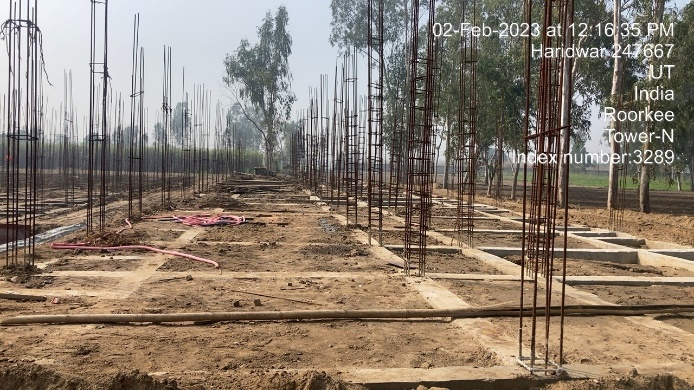 02-Feb-2023 at 12:16:35 PM
Haridwar 247667
UT
India
Roorkee
Tower-N
Index number:3289